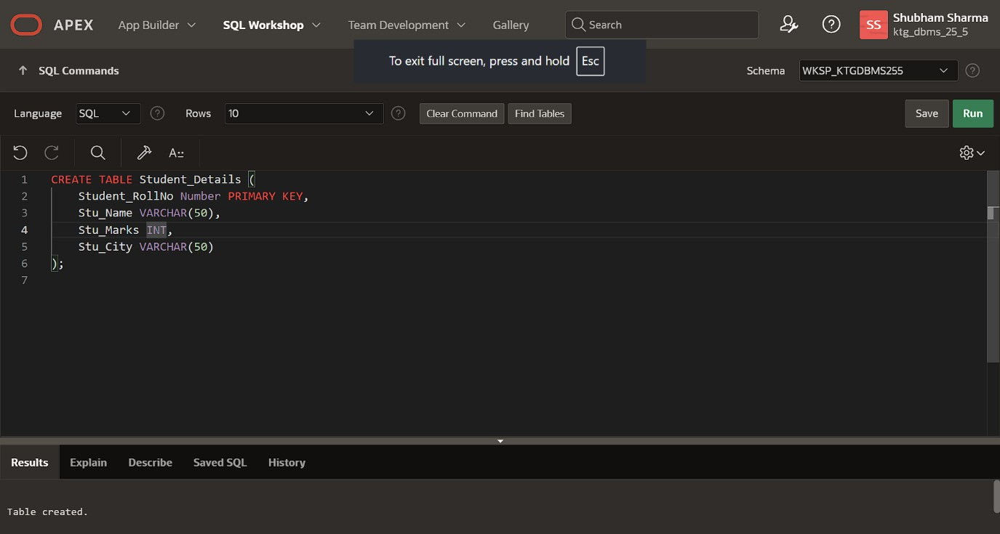 APEX App Builder SQL Workshop Team Development Gallery Search SS Shubham Sharma
ktg_dbms_25_5
To exit full screen, press and hold Esc
SQL Commands Schema WKSP_KTGDBMS255
Language SQL Rows 10 Clear Command Find Tables Save Run
A::
1 CREATE TABLE Student_Details (
2 Student_RollNo Number PRIMARY KEY,
3 Stu_Name VARCHAR(50),
4 Stu_Marks INT,
5 Stu_City VARCHAR(50)
6 );
7
Results Explain Describe Saved SQL History
Table created.